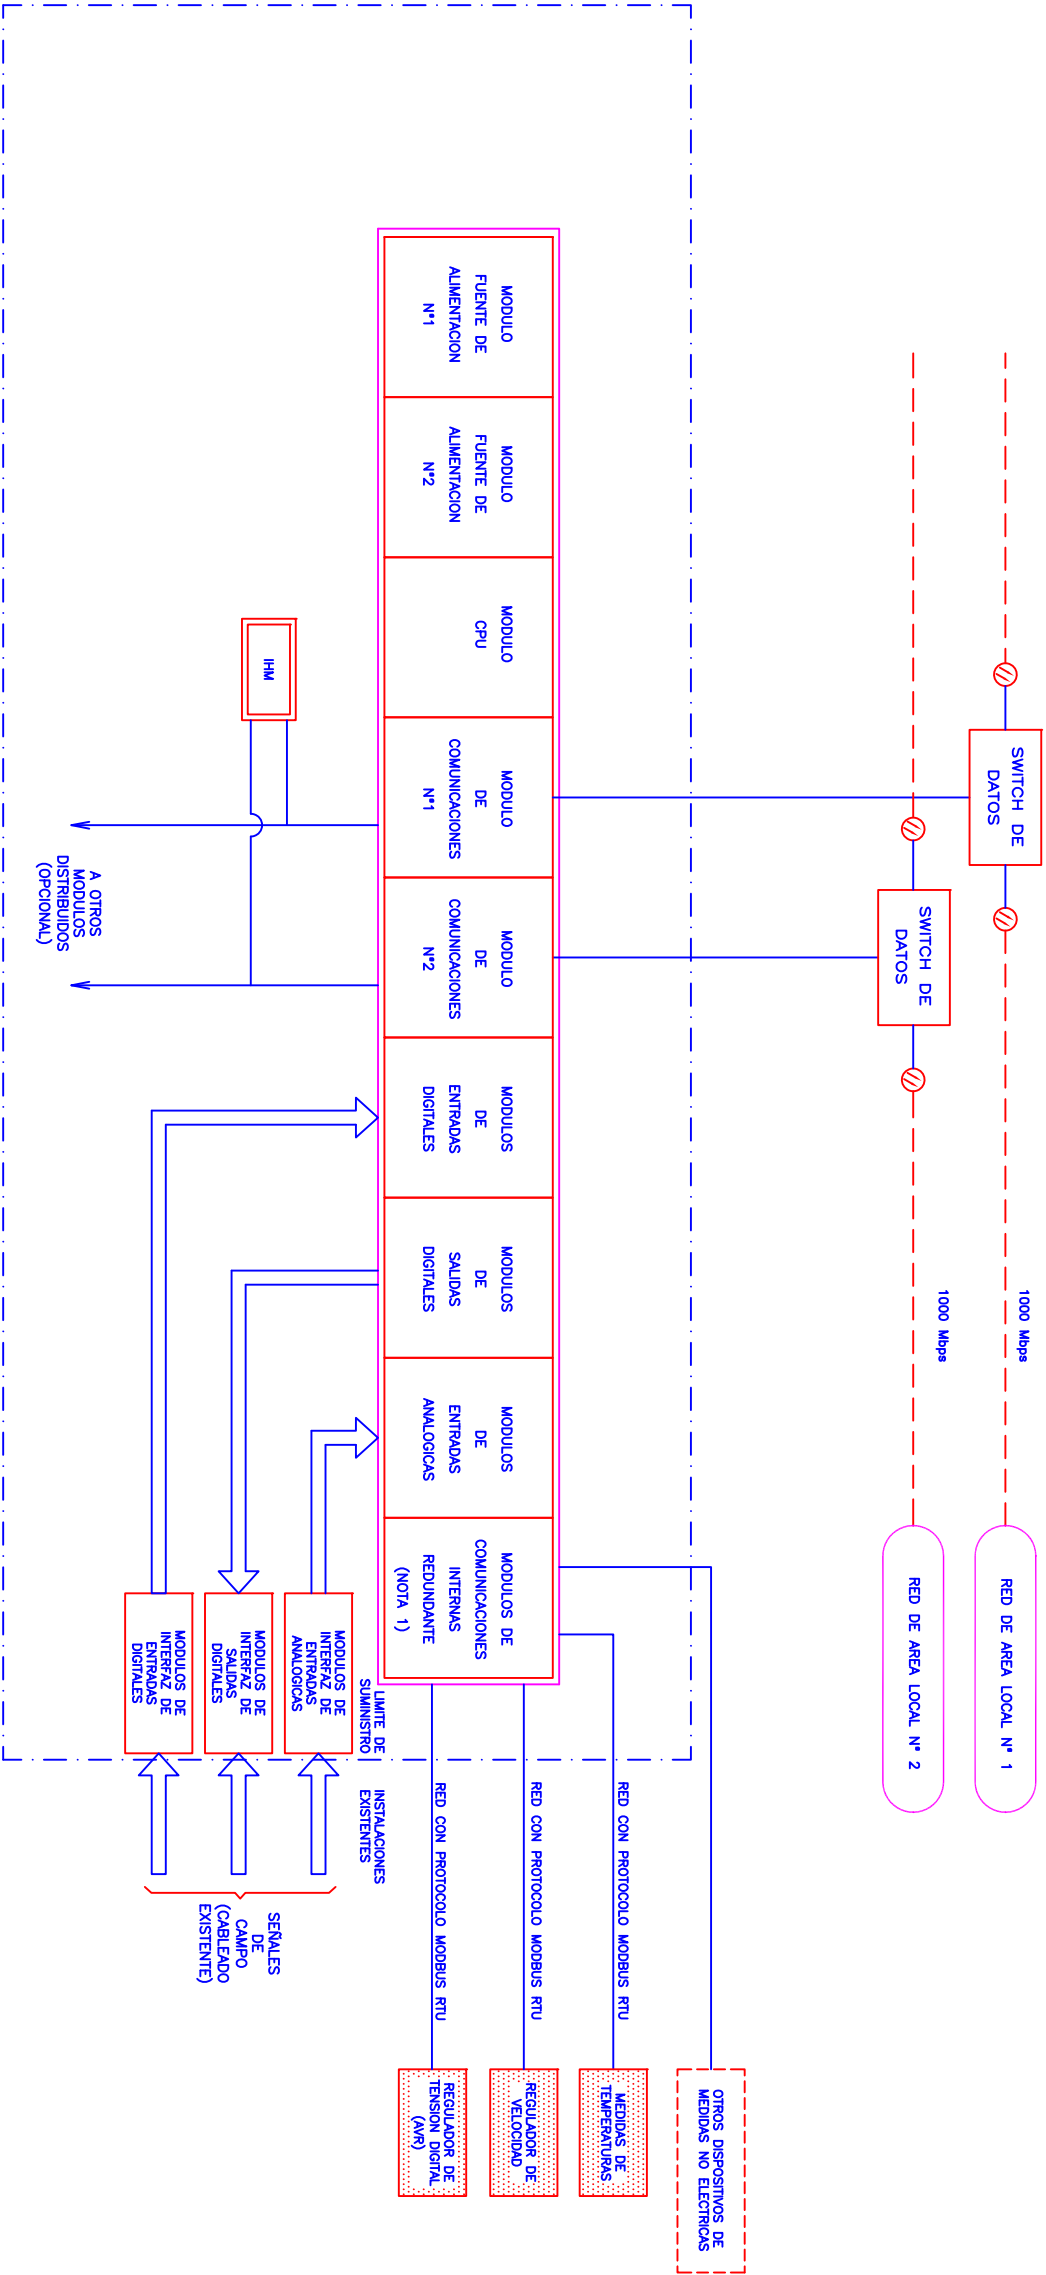 SWITCH DE
DATOS
1000 Mbps
RED DE AREA LOCAL N° 1
SWITCH DE
DATOS
1000 Mbps
RED DE AREA LOCAL N° 2
MODULO
FUENTE DE
ALIMENTACION
N°1
MODULO
FUENTE DE
ALIMENTACION
N°2
MODULO
CPU
MODULO
DE
COMUNICACIONES
N°1
MODULO
DE
COMUNICACIONES
N°2
MODULOS
DE
ENTRADAS
DIGITALES
MODULOS
DE
SALIDAS
DIGITALES
MODULOS
DE
ENTRADAS
ANALOGICAS
MODULOS DE
COMUNICACIONES
INTERNAS
REDUNDANTE
(NOTA 1)
OTROS DISPOSITIVOS DE
MEDIDAS NO ELECTRICAS
RED CON PROTOCOLO MODBUS RTU
MEDIDAS DE
TEMPERATURAS
RED CON PROTOCOLO MODBUS RTU
REGULADOR DE
VELOCIDAD
RED CON PROTOCOLO MODBUS RTU
REGULADOR DE
TENSION DIGITAL
(AVR)
LIMITE DE
SUMINISTRO
INSTALACIONES
EXISTENTES
IHM
MODULOS DE
INTERFAZ DE
ENTRADAS
ANALOGICAS
MODULOS DE
INTERFAZ DE
SALIDAS
DIGITALES
MODULOS DE
INTERFAZ DE
ENTRADAS
DIGITALES
SEÑALES
DE
CAMPO
(CABLEADO
EXISTENTE)
A OTROS
MODULOS
DISTRIBUIDOS
(OPCIONAL)